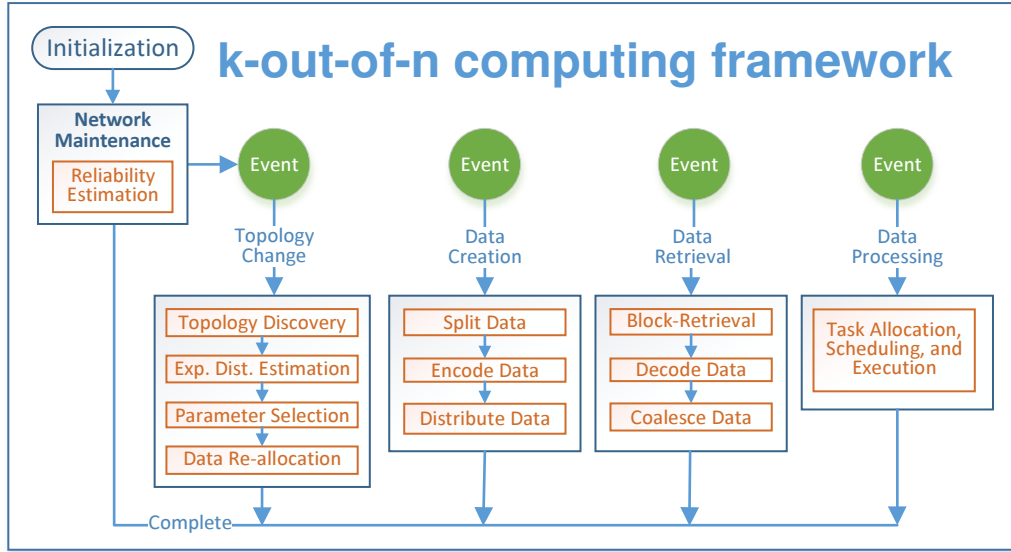 Initialization
k-out-of-n computing framework
Network
Maintenance
Reliability
Estimation
Event
Event
Event
Event
Topology
Change
Data
Creation
Data
Retrieval
Data
Processing
Topology Discovery
Exp. Dist. Estimation
Parameter Selection
Data Re-allocation
Split Data
Encode Data
Distribute Data
Block-Retrieval
Decode Data
Coalesce Data
Task Allocation,
Scheduling, and
Execution
Complete